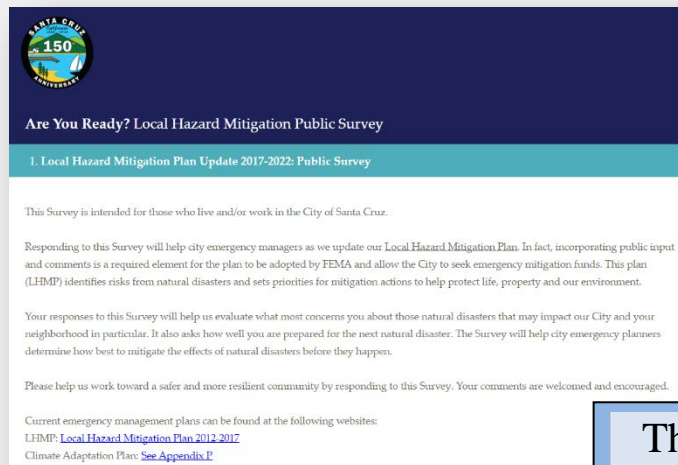 SANTA CRUZ
California
150
ANNIVERSARY
Are You Ready? Local Hazard Mitigation Public Survey
1. Local Hazard Mitigation Plan Update 2017-2022: Public Survey
This Survey is intended for those who live and/or work in the City of Santa Cruz.
Responding to this Survey will help city emergency managers as we update our Local Hazard Mitigation Plan. In fact, incorporating public input
and comments is a required element for the plan to be adopted by FEMA and allow the City to seek emergency mitigation funds. This plan
(LHMP) identifies risks from natural disasters and sets priorities for mitigation actions to help protect life, property and our environment.
Your responses to this Survey will help us evaluate what most concerns you about those natural disasters that may impact our City and your
neighborhood in particular. It also asks how well you are prepared for the next natural disaster. The Survey will help city emergency planners
determine how best to mitigate the effects of natural disasters before they happen.
Please help us work toward a safer and more resilient community by responding to this Survey. Your comments are welcomed and encouraged.
Current emergency management plans can be found at the following websites:
LHMP: Local Hazard Mitigation Plan 2012-2017
Climate Adaptation Plan: See Appendix P
Th